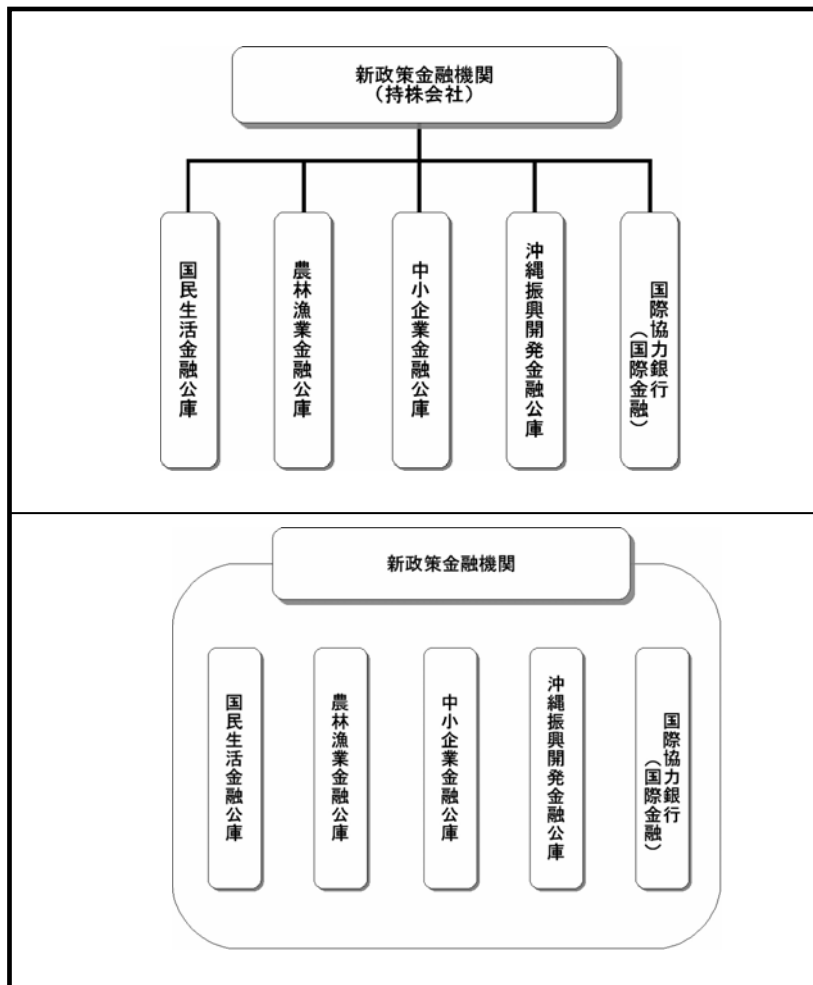 新政策金融機関
（持株会社）
国民生活金融公庫
農林漁業金融公庫
中小企業金融公庫
沖縄振興開発金融公庫
国際協力銀行
（国際金融）
新政策金融機関
国民生活金融公庫
農林漁業金融公庫
中小企業金融公庫
沖縄振興開発金融公庫
国際協力銀行
（国際金融）